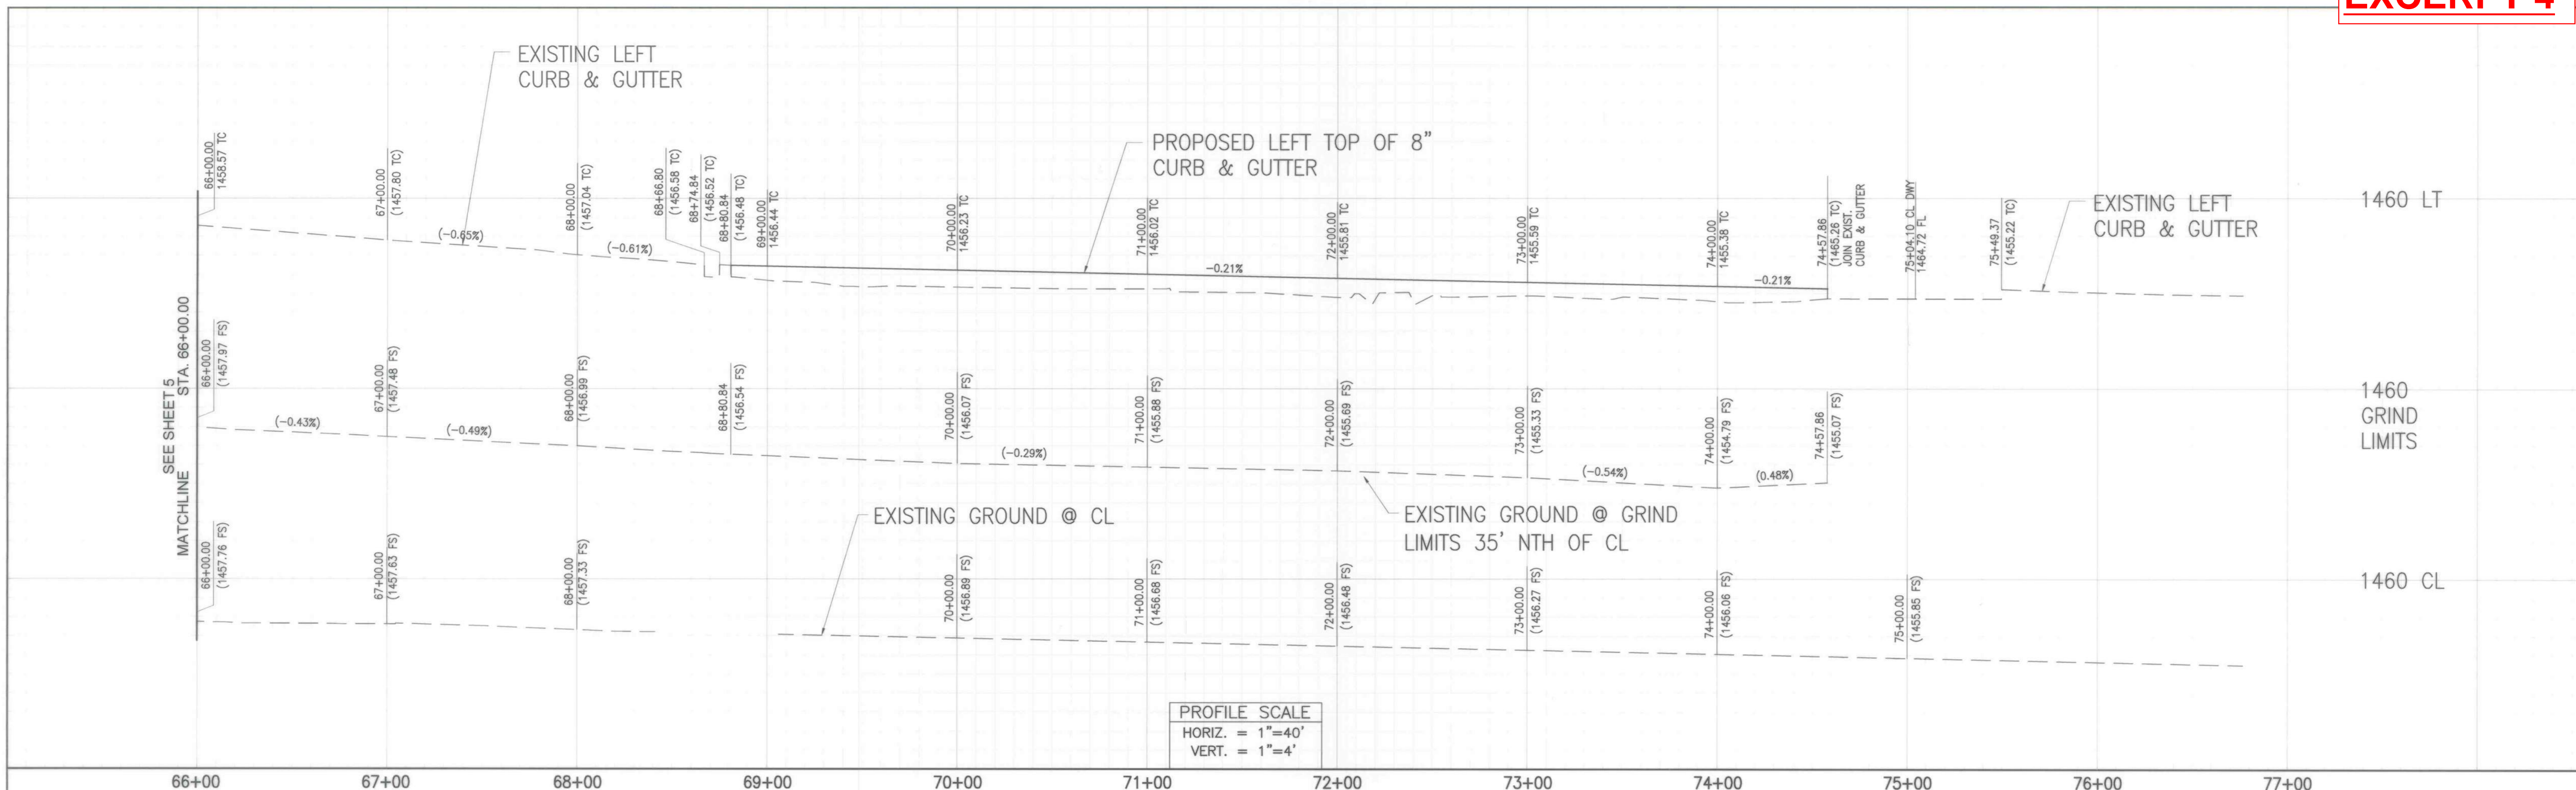 EXCERPT 4
EXISTING LEFT
CURB & GUTTER
PROPOSED LEFT TOP OF 8”
CURB & GUTTER
EXISTING LEFT
CURB & GUTTER
1460 LT
66+00.00
1458.57 TC
67+00.00
(1457.80 TC)
68+00.00
(1457.04 TC)
68+66.80
(1456.58 TC)
68+74.84
(1456.52 TC)
68+80.84
(1456.48 TC)
69+00.00
1456.44 TC
70+00.00
1456.23 TC
71+00.00
1456.02 TC
72+00.00
1455.81 TC
73+00.00
1455.59 TC
74+00.00
1455.38 TC
74+57.86
(1465.26 TC)
JOIN EXIST.
CURB & GUTTER
75+04.10 CL DWY
1464.72 FL
75+49.37
(1455.22 TC)
(-0.65%)
(-0.61%)
-0.21%
-0.21%
SEE SHEET 5
MATCHLINE STA. 66+00.00
66+00.00
(1457.97 FS)
67+00.00
(1457.48 FS)
68+00.00
(1456.99 FS)
68+80.84
(1456.54 FS)
70+00.00
(1456.07 FS)
71+00.00
(1455.88 FS)
72+00.00
(1455.69 FS)
73+00.00
(1455.33 FS)
74+00.00
(1454.79 FS)
74+57.86
(1455.07 FS)
1460
GRIND
LIMITS
(-0.43%)
(-0.49%)
(-0.29%)
(-0.54%)
(0.48%)
EXISTING GROUND @ CL
EXISTING GROUND @ GRIND
LIMITS 35' NTH OF CL
66+00.00
(1457.76 FS)
67+00.00
(1457.63 FS)
68+00.00
(1457.33 FS)
70+00.00
(1456.89 FS)
71+00.00
(1456.68 FS)
72+00.00
(1456.48 FS)
73+00.00
(1456.27 FS)
74+00.00
(1456.06 FS)
75+00.00
(1455.85 FS)
1460 CL
PROFILE SCALE
HORIZ. = 1"=40'
VERT. = 1"=4'
66+00 67+00 68+00 69+00 70+00 71+00 72+00 73+00 74+00 75+00 76+00 77+00